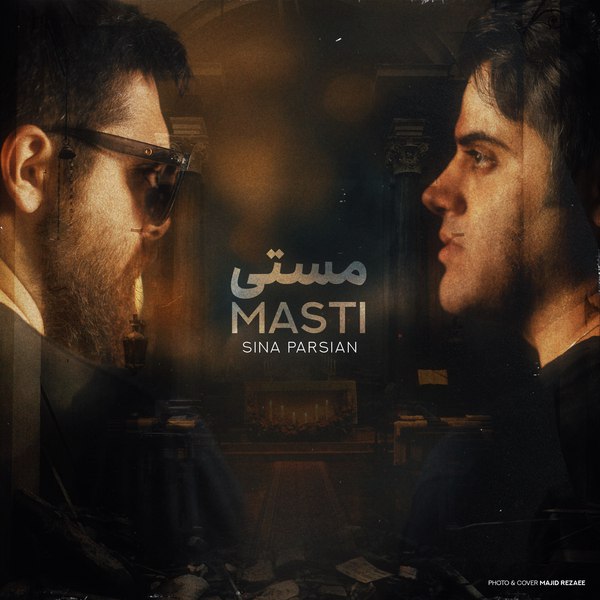 مستی
MASTI
SINA PARSIAN
PHOTO & COVER MAJID REZAEE